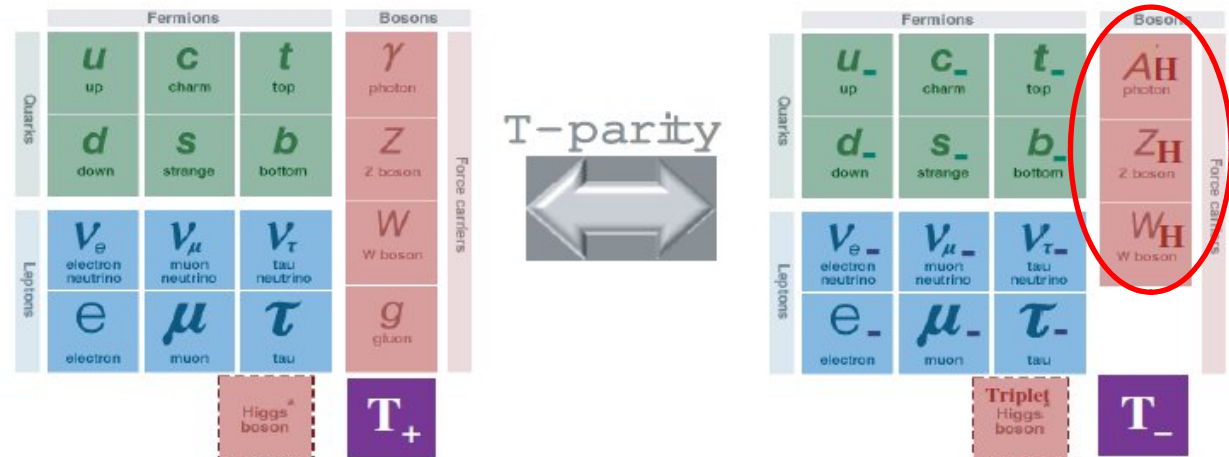 Fermions
Bosons
Quarks
u
up
c
charm
t
top
γ
photon
d
down
s
strange
b
bottom
Z
Z boson
Leptons
νe
electron
neutrino
νμ
muon
neutrino
ντ
tau
neutrino
W
W boson
e
electron
μ
muon
τ
tau
g
gluon
Force carriers
Higgs
boson
T+
T-parity
Fermions
Bosons
Quarks
u-
up
c-
charm
t-
top
AH
photon
d-
down
s-
strange
b-
bottom
ZH
Z boson
Leptons
νe-
electron
neutrino
νμ-
muon
neutrino
ντ-
tau
neutrino
WH
W boson
e-
electron
μ-
muon
τ-
tau
Force carriers
Triplet
Higgs
boson
T-